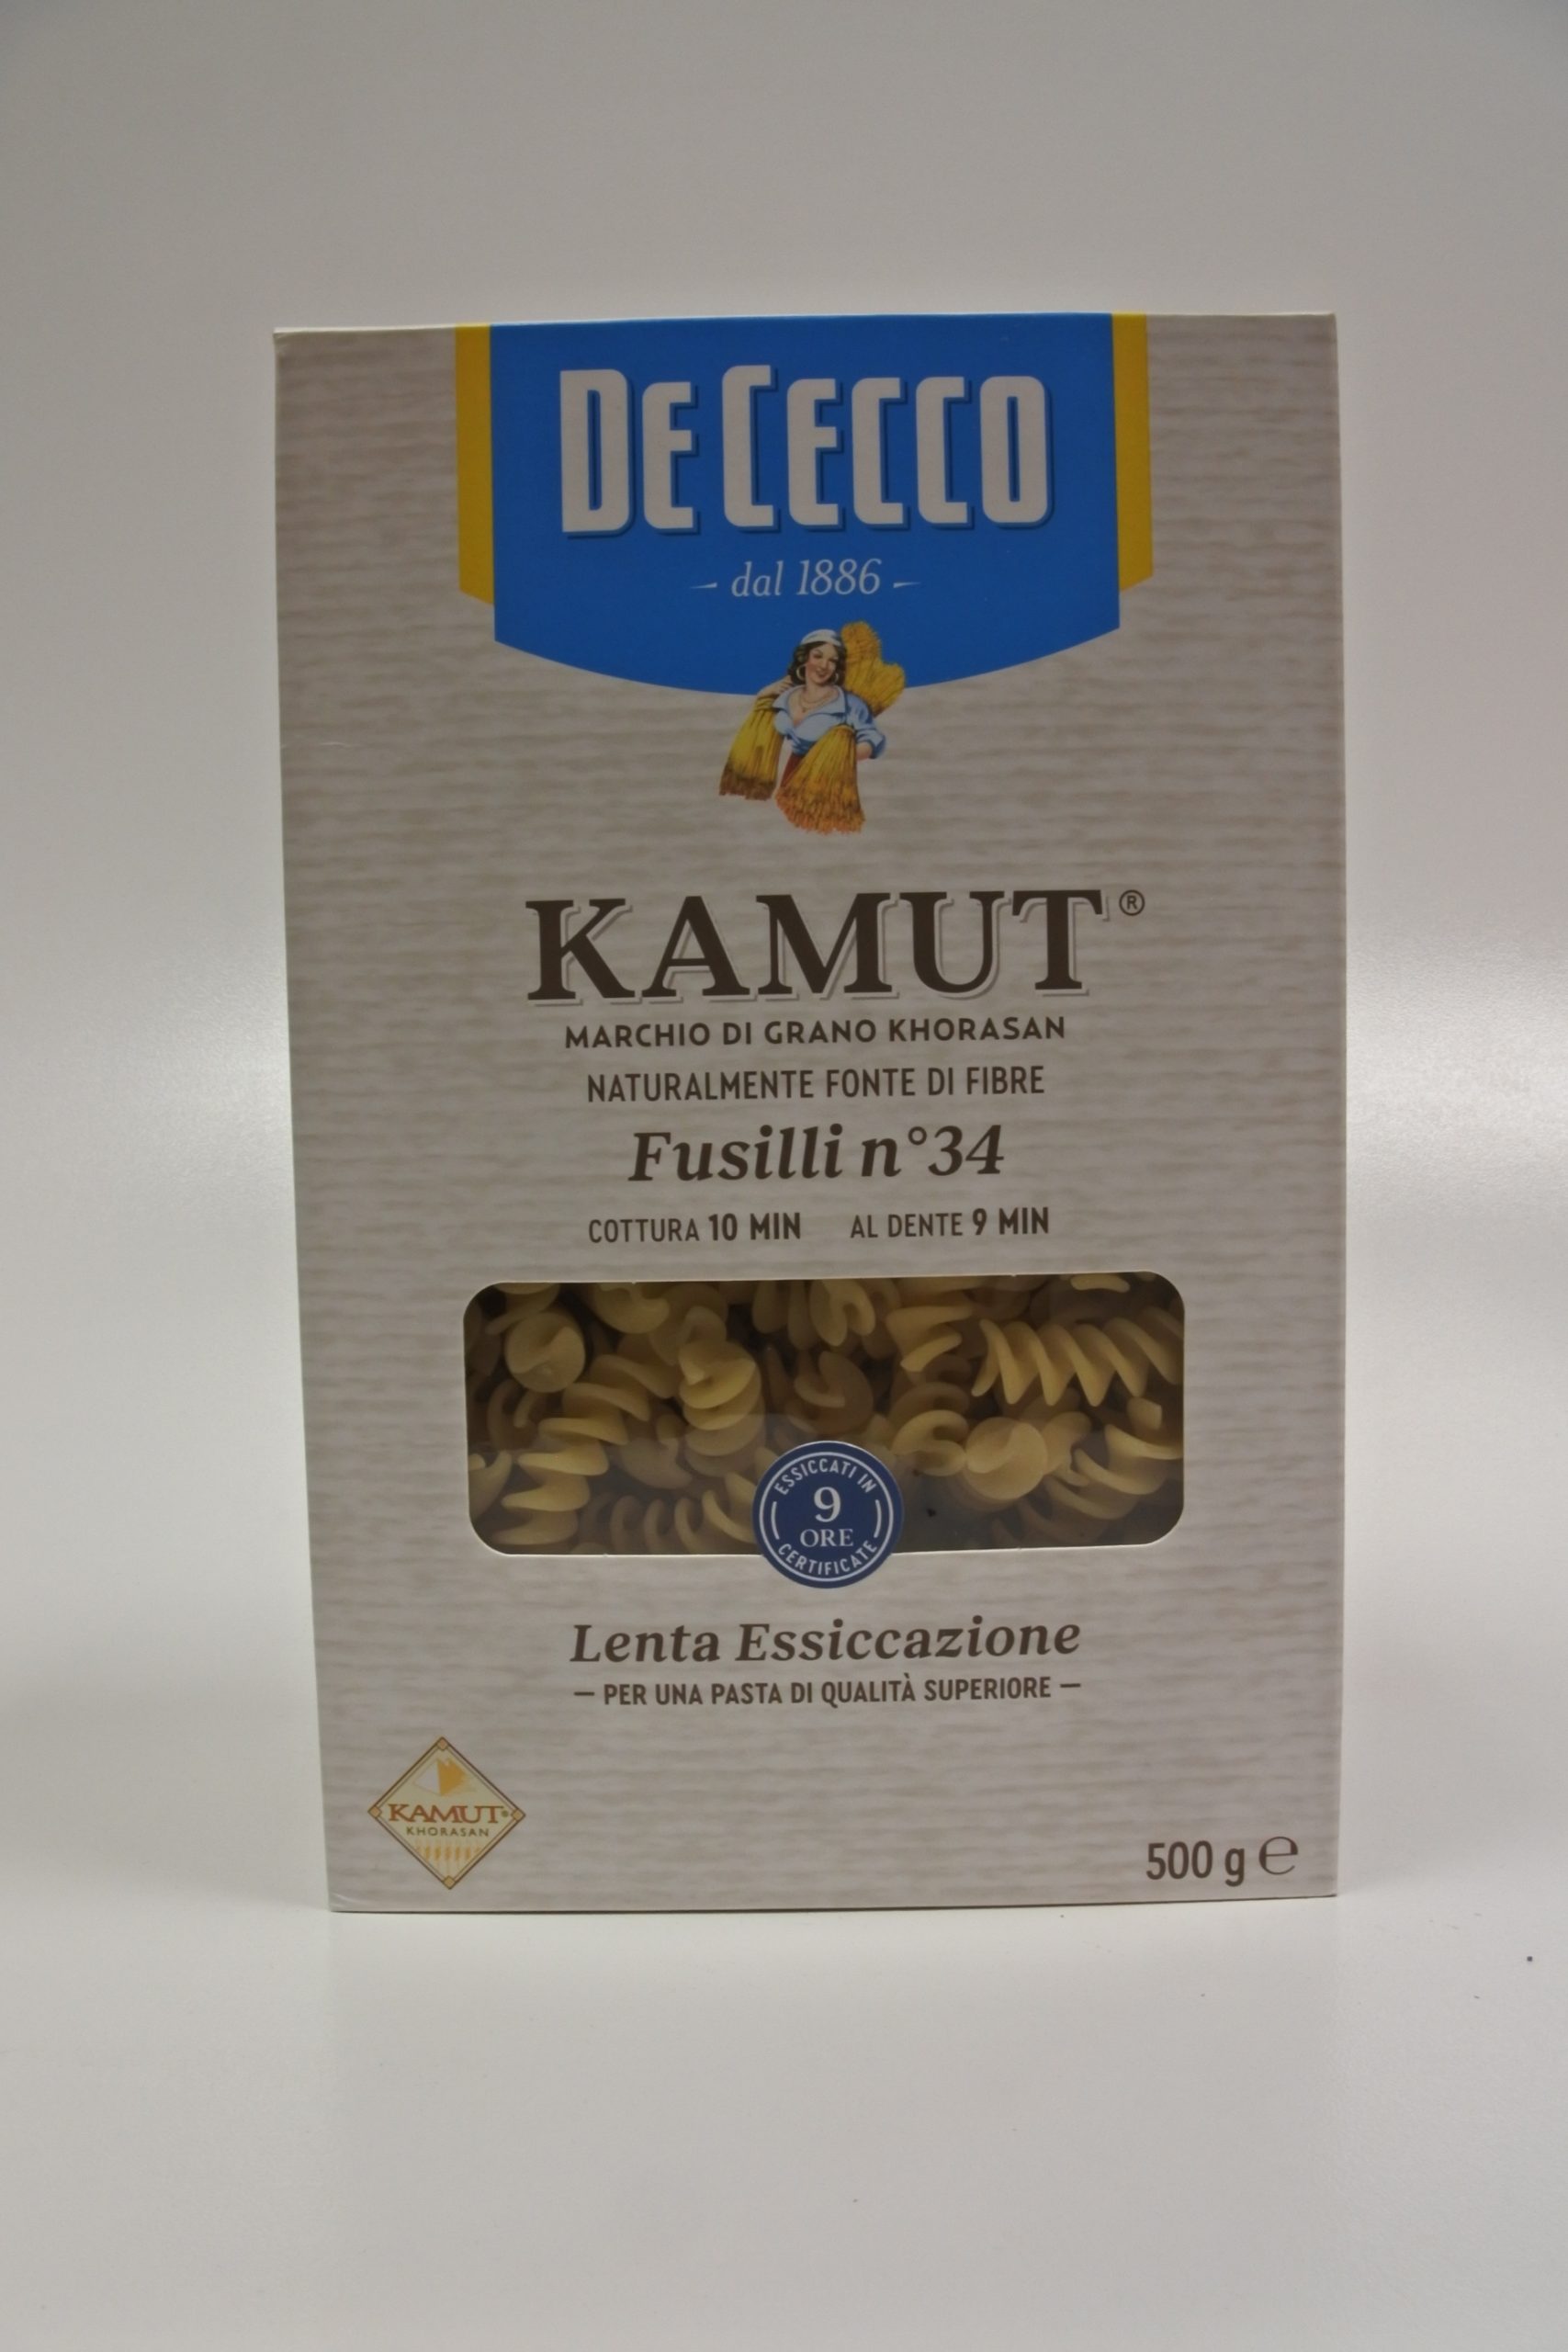 DE CECCO
– dal 1886 –
KAMUT®
MARCHIO DI GRANO KHORASAN
NATURALMENTE FONTE DI FIBRE
Fusilli n°34
COTTURA 10 MIN AL DENTE 9 MIN
ESSICCATI IN
9
ORE
CERTIFICATE
Lenta Essiccazione
– PER UNA PASTA DI QUALITÀ SUPERIORE –
KAMUT®
KHORASAN
500 g ℮